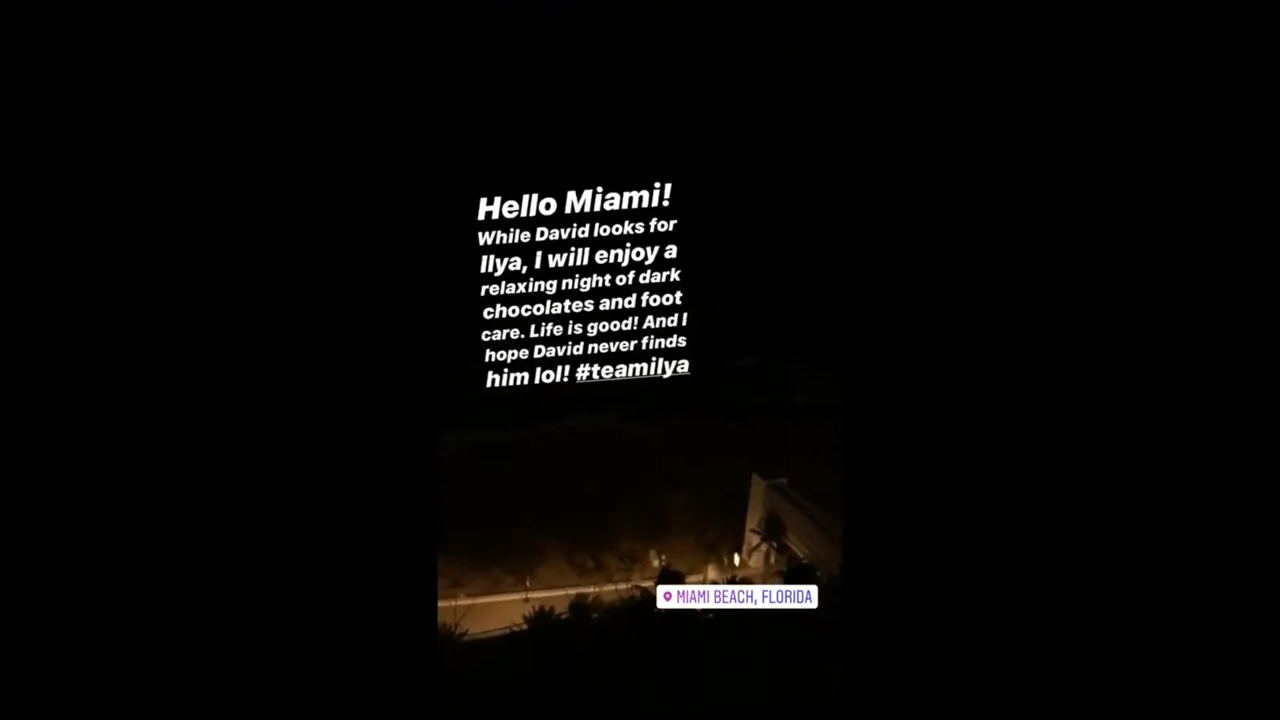 Hello Miami!
While David looks for
Ilya, I will enjoy a
relaxing night of dark
chocolates and foot
care. Life is good! And I
hope David never finds
him lol! #teamilya
MIAMI BEACH, FLORIDA